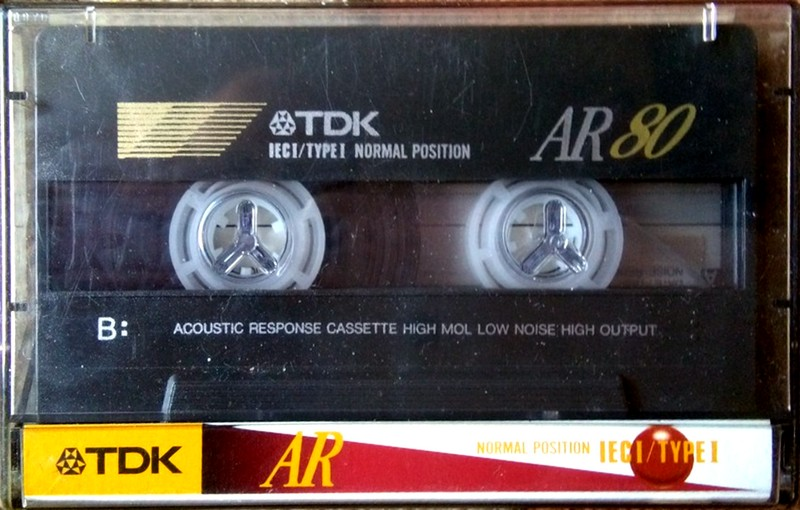 TDK AR 80
IEC I / TYPE I NORMAL POSITION
B: ACOUSTIC RESPONSE CASSETTE HIGH MOL LOW NOISE HIGH OUTPUT
TDK AR NORMAL POSITION IEC I / TYPE I